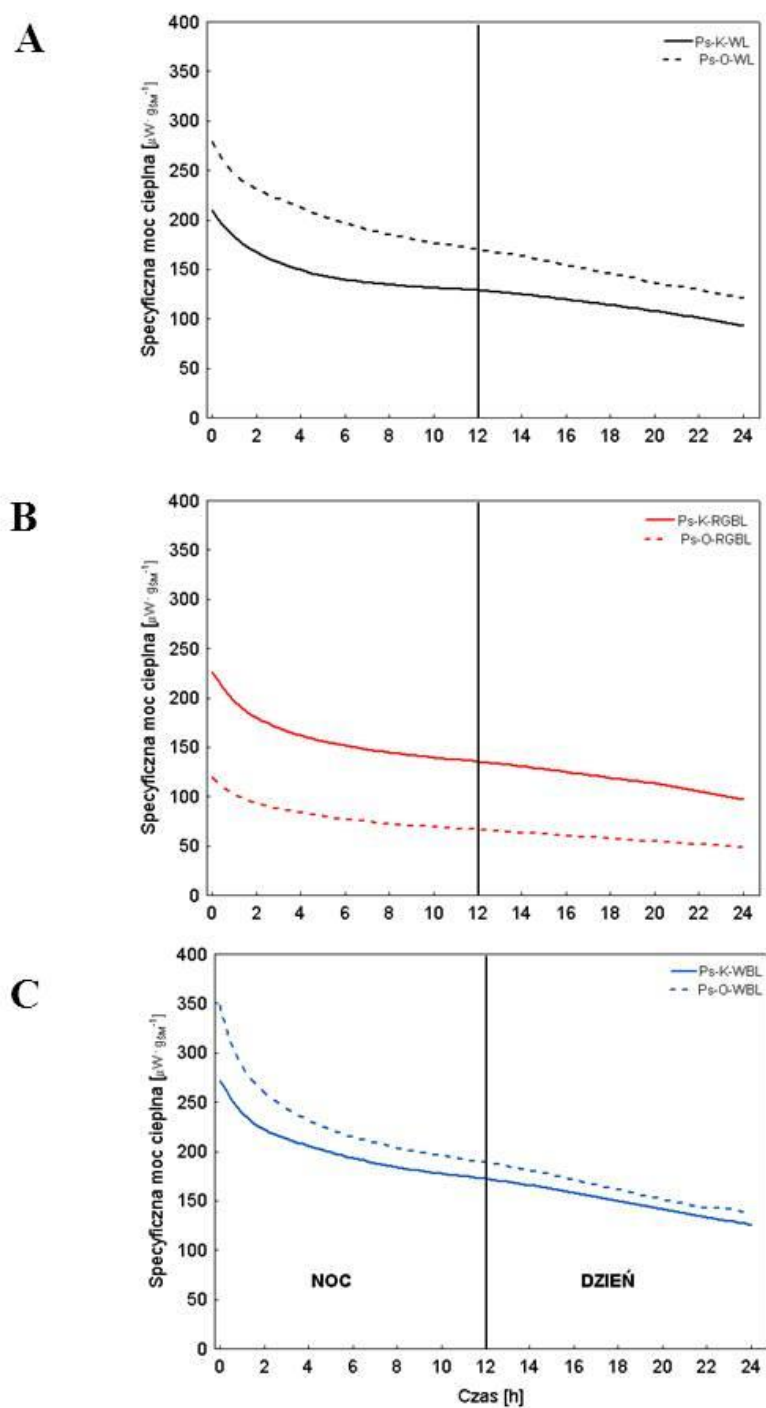 A
400
350
300
250
200
150
100
50
0
Specyficzna moc cieplna [µW· gśM⁻¹]
Ps-K-WL
Ps-O-WL
0 2 4 6 8 10 12 14 16 18 20 22 24
B
400
350
300
250
200
150
100
50
0
Specyficzna moc cieplna [µW· gśM⁻¹]
Ps-K-RGBL
Ps-O-RGBL
0 2 4 6 8 10 12 14 16 18 20 22 24
C
400
350
300
250
200
150
100
50
0
Specyficzna moc cieplna [µW· gśM⁻¹]
Ps-K-WBL
Ps-O-WBL
NOC DZIEŃ
0 2 4 6 8 10 12 14 16 18 20 22 24
Czas [h]